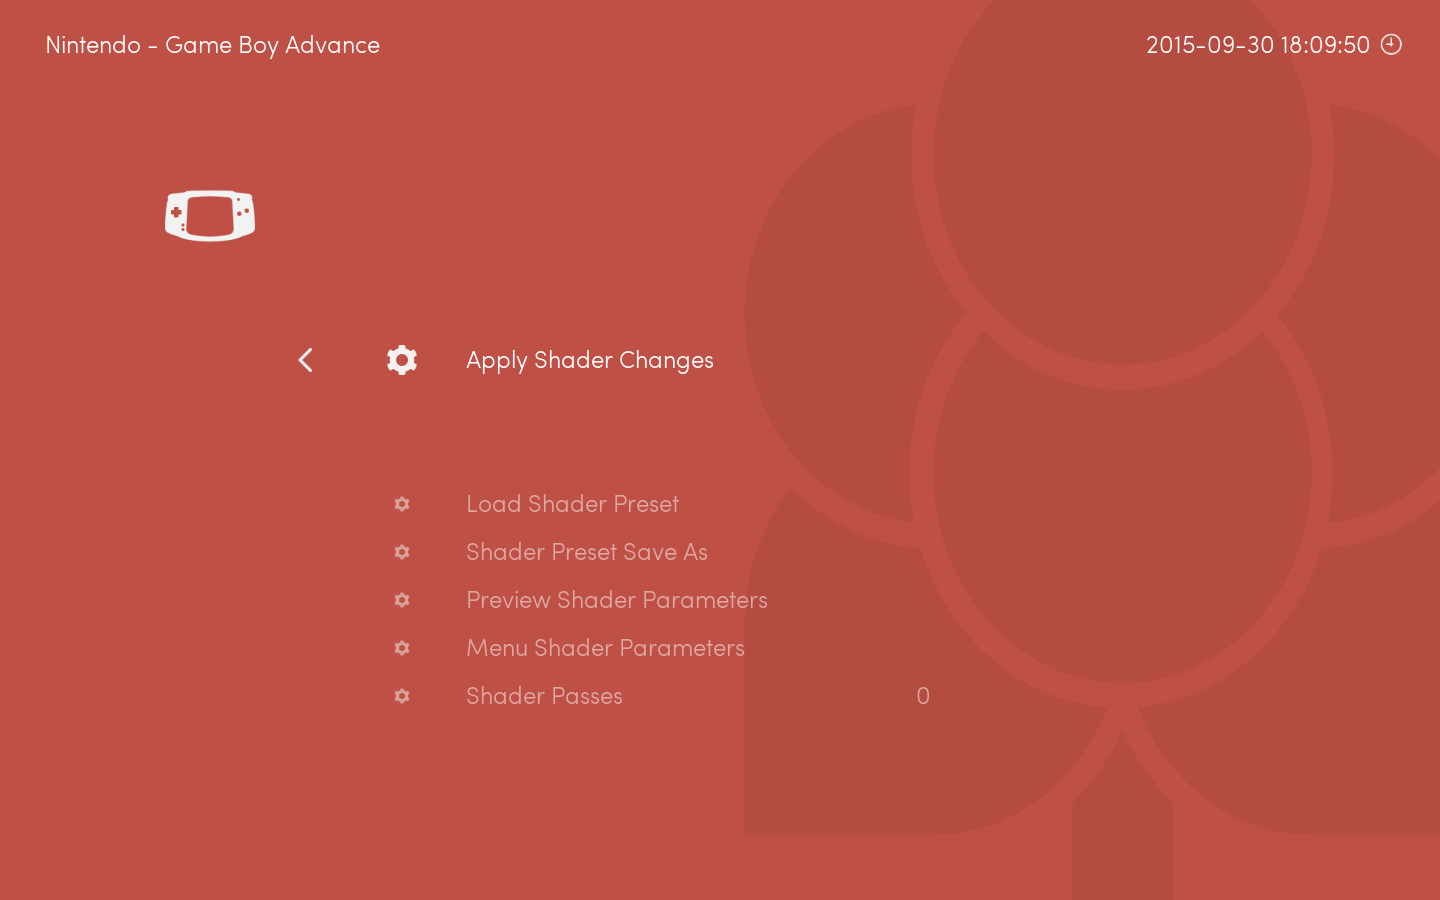 Nintendo - Game Boy Advance
2015-09-30 18:09:50
Apply Shader Changes
Load Shader Preset
Shader Preset Save As
Preview Shader Parameters
Menu Shader Parameters
Shader Passes 0